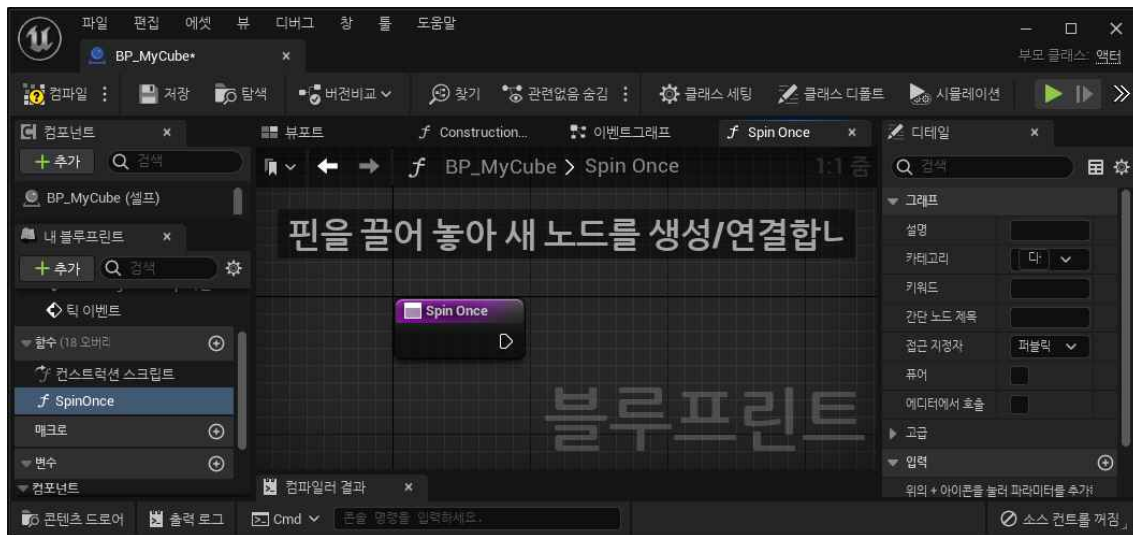 파일 편집 에셋 뷰 디버그 창 툴 도움말
BP_MyCube*
부모 클래스: 액터
컴파일 저장 탐색 버전비교 찾기 관련없음 숨김 클래스 세팅 클래스 디폴트 시뮬레이션
컴포넌트 뷰포트 Construction... 이벤트그래프 Spin Once 디테일
추가 검색 BP_MyCube > Spin Once 1:1 줌 검색
BP_MyCube (셀프) 그래프
핀을 끌어 놓아 새 노드를 생성/연결합
내 블루프린트 설명
추가 검색 카테고리
키워드
틱 이벤트 Spin Once 간단 노드 제목
함수 (18 오버리 접근 지정자 퍼블릭
컨스트럭션 스크립트 퓨어
SpinOnce 에디터에서 호출
블루프린트
매크로 고급
변수 입력
컴포넌트 컴파일러 결과 위의 + 아이콘을 눌러 파라미터를 추가
콘텐츠 드로어 출력 로그 Cmd 콘솔 명령을 입력하세요. 소스 컨트롤 꺼짐